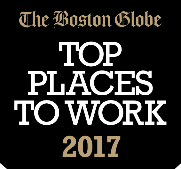 The Boston Globe
TOP
PLACES
TO WORK
2017